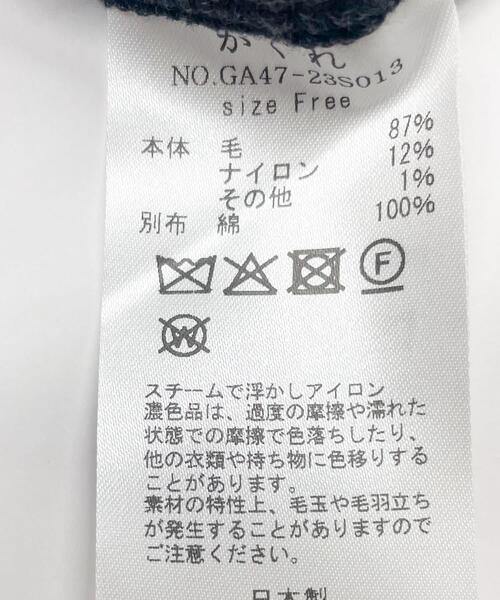 がくれ
NO.GA47-23S013
size Free
本体 毛 87%
ナイロン 12%
その他 1%
別布 綿 100%
F
W
スチームで浮かしアイロン
濃色品は、過度の摩擦や濡れた
状態での摩擦で色落ちしたり、
他の衣類や持ち物に色移りする
ことがあります。
素材の特性上、毛玉や毛羽立ち
が発生することがありますので
ご注意ください。
日本製